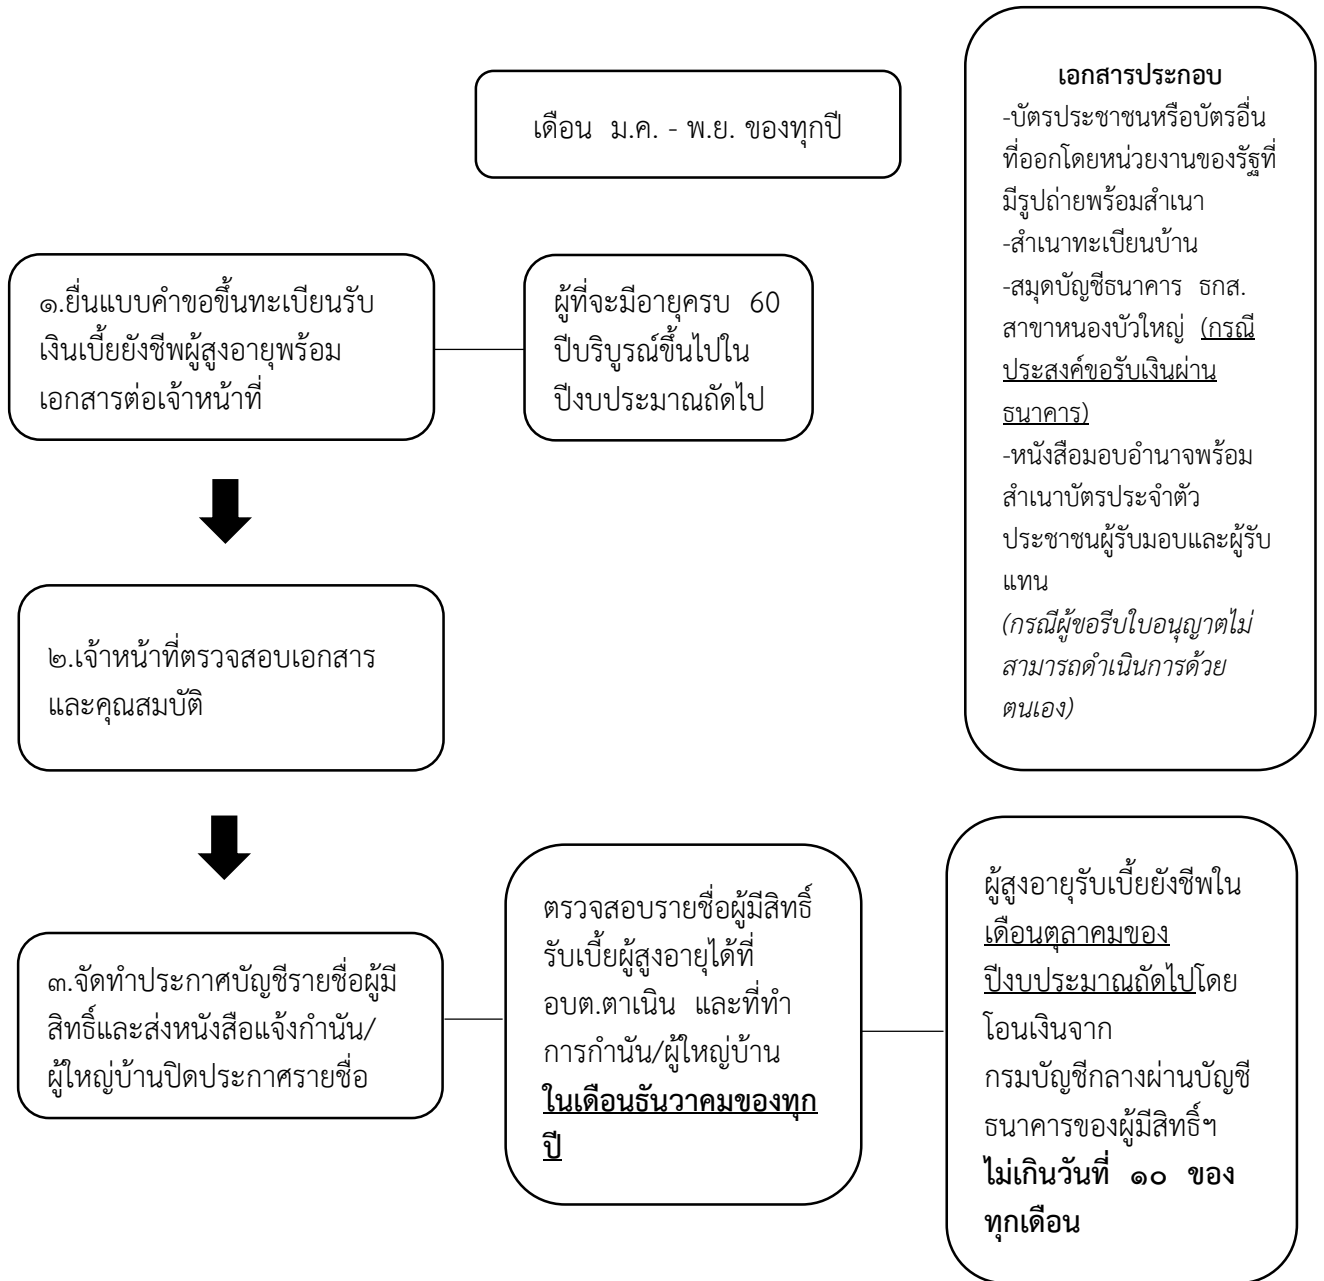 เดือน ม.ค. - พ.ย. ของทุกปี
เอกสารประกอบ
-บัตรประชาชนหรือบัตรอื่น
ที่ออกโดยหน่วยงานของรัฐที่
มีรูปถ่ายพร้อมสำเนา
-สำเนาทะเบียนบ้าน
-สมุดบัญชีธนาคาร ธกส.
สาขาหนองบัวใหญ่ (กรณี
ประสงค์ขอรับเงินผ่าน
ธนาคาร)
-หนังสือมอบอำนาจพร้อม
สำเนาบัตรประจำตัว
ประชาชนผู้รับมอบและผู้รับ
แทน
(กรณีผู้ขอรีบใบอนุญาตไม่
สามารถดำเนินการด้วย
ตนเอง)
๑.ยื่นแบบคำขอขึ้นทะเบียนรับ
เงินเบี้ยยังชีพผู้สูงอายุพร้อม
เอกสารต่อเจ้าหน้าที่
ผู้ที่จะมีอายุครบ 60
ปีบริบูรณ์ขึ้นไปใน
ปีงบประมาณถัดไป
๒.เจ้าหน้าที่ตรวจสอบเอกสาร
และคุณสมบัติ
๓.จัดทำประกาศบัญชีรายชื่อผู้มี
สิทธิ์และส่งหนังสือแจ้งกำนัน/
ผู้ใหญ่บ้านปิดประกาศรายชื่อ
ตรวจสอบรายชื่อผู้มีสิทธิ์
รับเบี้ยผู้สูงอายุได้ที่
อบต.ตาเนิน และที่ทำ
การกำนัน/ผู้ใหญ่บ้าน
ในเดือนธันวาคมของทุก
ปี
ผู้สูงอายุรับเบี้ยยังชีพใน
เดือนตุลาคมของ
ปีงบประมาณถัดไปโดย
โอนเงินจาก
กรมบัญชีกลางผ่านบัญชี
ธนาคารของผู้มีสิทธิ์ฯ
ไม่เกินวันที่ ๑๐ ของ
ทุกเดือน